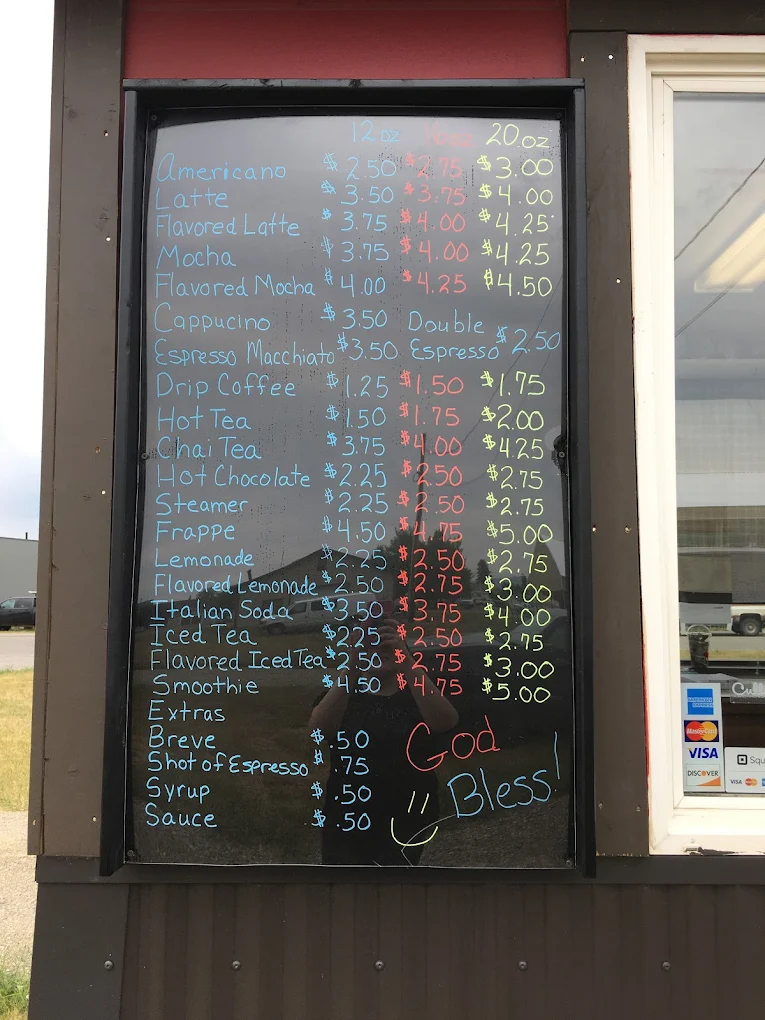 12 oz 16 oz 20 oz
Americano $ 2.50 $ 2.75 $ 3.00
Latte $ 3.50 $ 3.75 $ 4.00
Flavored Latte $ 3.75 $ 4.00 $ 4.25
Mocha $ 3.75 $ 4.00 $ 4.25
Flavored Mocha $ 4.00 $ 4.25 $ 4.50
Cappucino $ 3.50 Double
Espresso Macchiato $ 3.50 Espresso $ 2.50
Drip Coffee $ 1.25 $ 1.50 $ 1.75
Hot Tea $ 1.50 $ 1.75 $ 2.00
Chai Tea $ 3.75 $ 4.00 $ 4.25
Hot Chocolate $ 2.25 $ 2.50 $ 2.75
Steamer $ 2.25 $ 2.50 $ 2.75
Frappe $ 4.50 $ 4.75 $ 5.00
Lemonade $ 2.25 $ 2.50 $ 2.75
Flavored Lemonade $ 2.50 $ 2.75 $ 3.00
Italian Soda $ 3.50 $ 3.75 $ 4.00
Iced Tea $ 2.25 $ 2.50 $ 2.75
Flavored Iced Tea $ 2.50 $ 2.75 $ 3.00
Smoothie $ 4.50 $ 4.75 $ 5.00
Extras
Breve $ .50
Shot of Espresso $ .75
Syrup $ .50
Sauce $ .50
God
Bless!
AMERICAN EXPRESS
MasterCard
VISA
DISCOVER
VISA